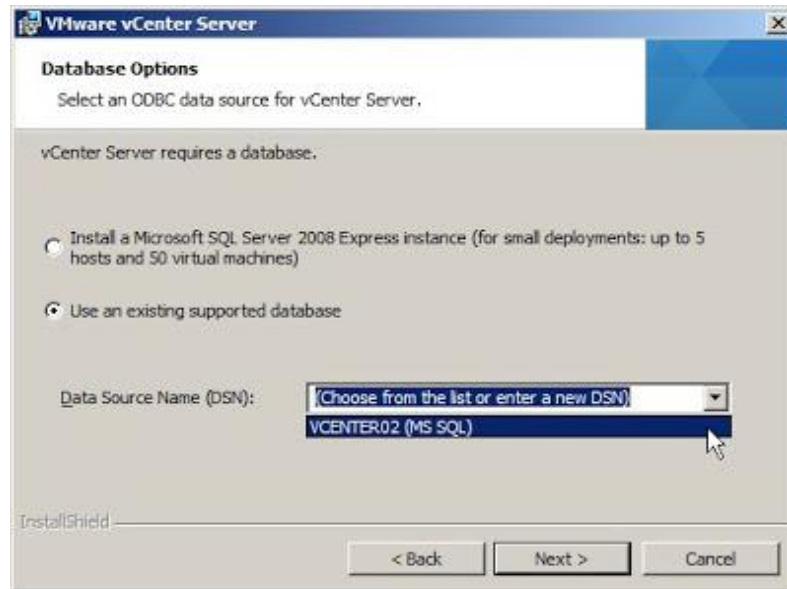 VMware vCenter Server
Database Options
Select an ODBC data source for vCenter Server.
vCenter Server requires a database.
Install a Microsoft SQL Server 2008 Express instance (for small deployments: up to 5
hosts and 50 virtual machines)
Use an existing supported database
Data Source Name (DSN):
(Choose from the list or enter a new DSN)
VCENTER02 (MS SQL)
InstallShield
< Back
Next >
Cancel